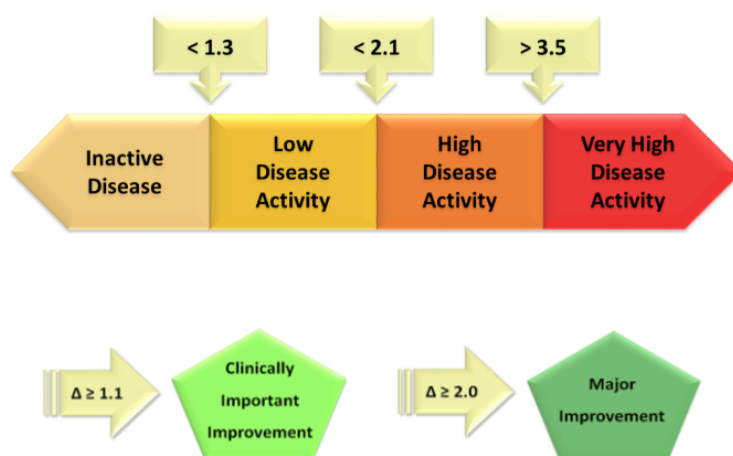 < 1.3
< 2.1
> 3.5
Inactive
Disease
Low
Disease
Activity
High
Disease
Activity
Very High
Disease
Activity
Δ ≥ 1.1
Clinically
Important
Improvement
Δ ≥ 2.0
Major
Improvement